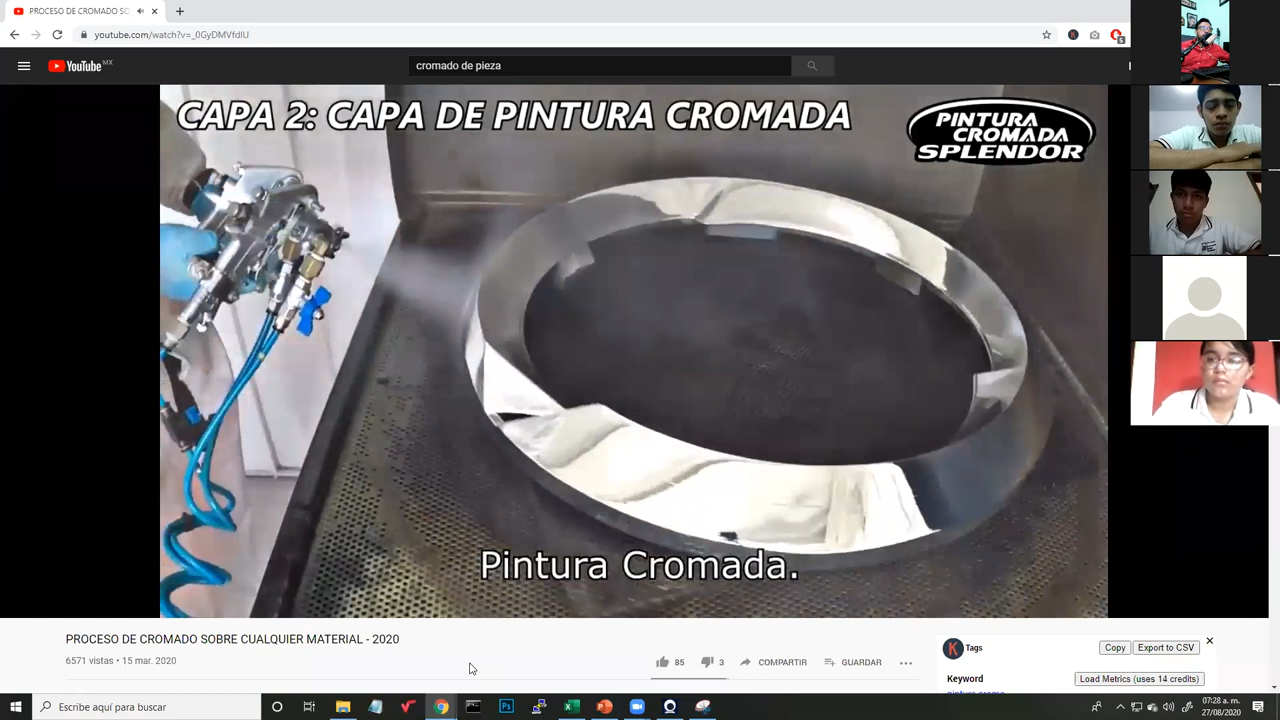 PROCESO DE CROMADO SO
youtube.com/watch?v=_0GyDMVfdIU
5
YouTube MX
cromado de pieza
CAPA 2: CAPA DE PINTURA CROMADA
PINTURA
CROMADA
SPLENDOR
Pintura Cromada.
PROCESO DE CROMADO SOBRE CUALQUIER MATERIAL - 2020
6571 vistas • 15 mar. 2020
85
3
COMPARTIR
GUARDAR
K
Tags
Copy
Export to CSV
Keyword
Load Metrics (uses 14 credits)
Escribe aquí para buscar
07:28 a. m.
27/08/2020